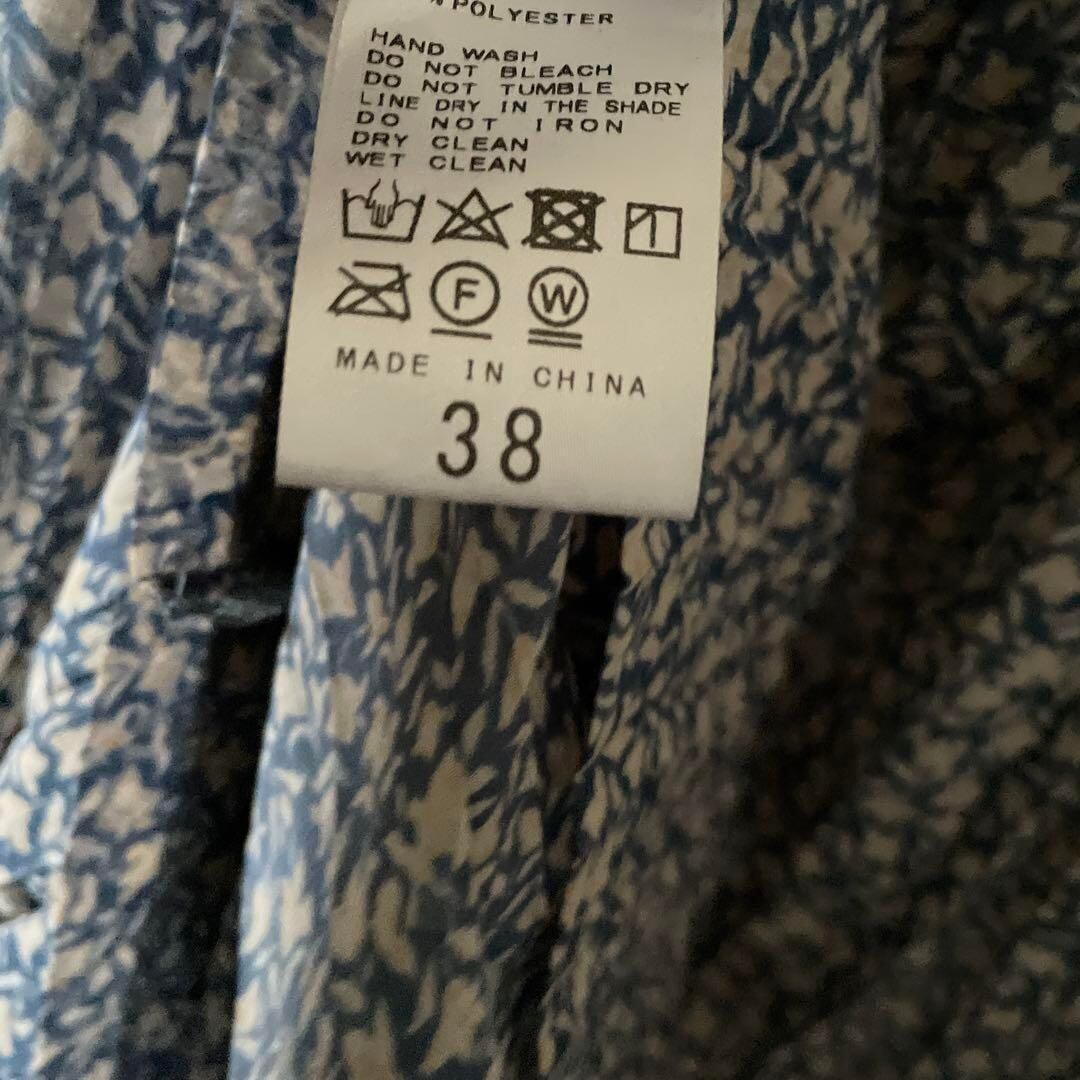 POLYESTER
HAND WASH
DO NOT BLEACH
DO NOT TUMBLE DRY
LINE DRY IN THE SHADE
DO NOT IRON
DRY CLEAN
WET CLEAN
F W
MADE IN CHINA
38